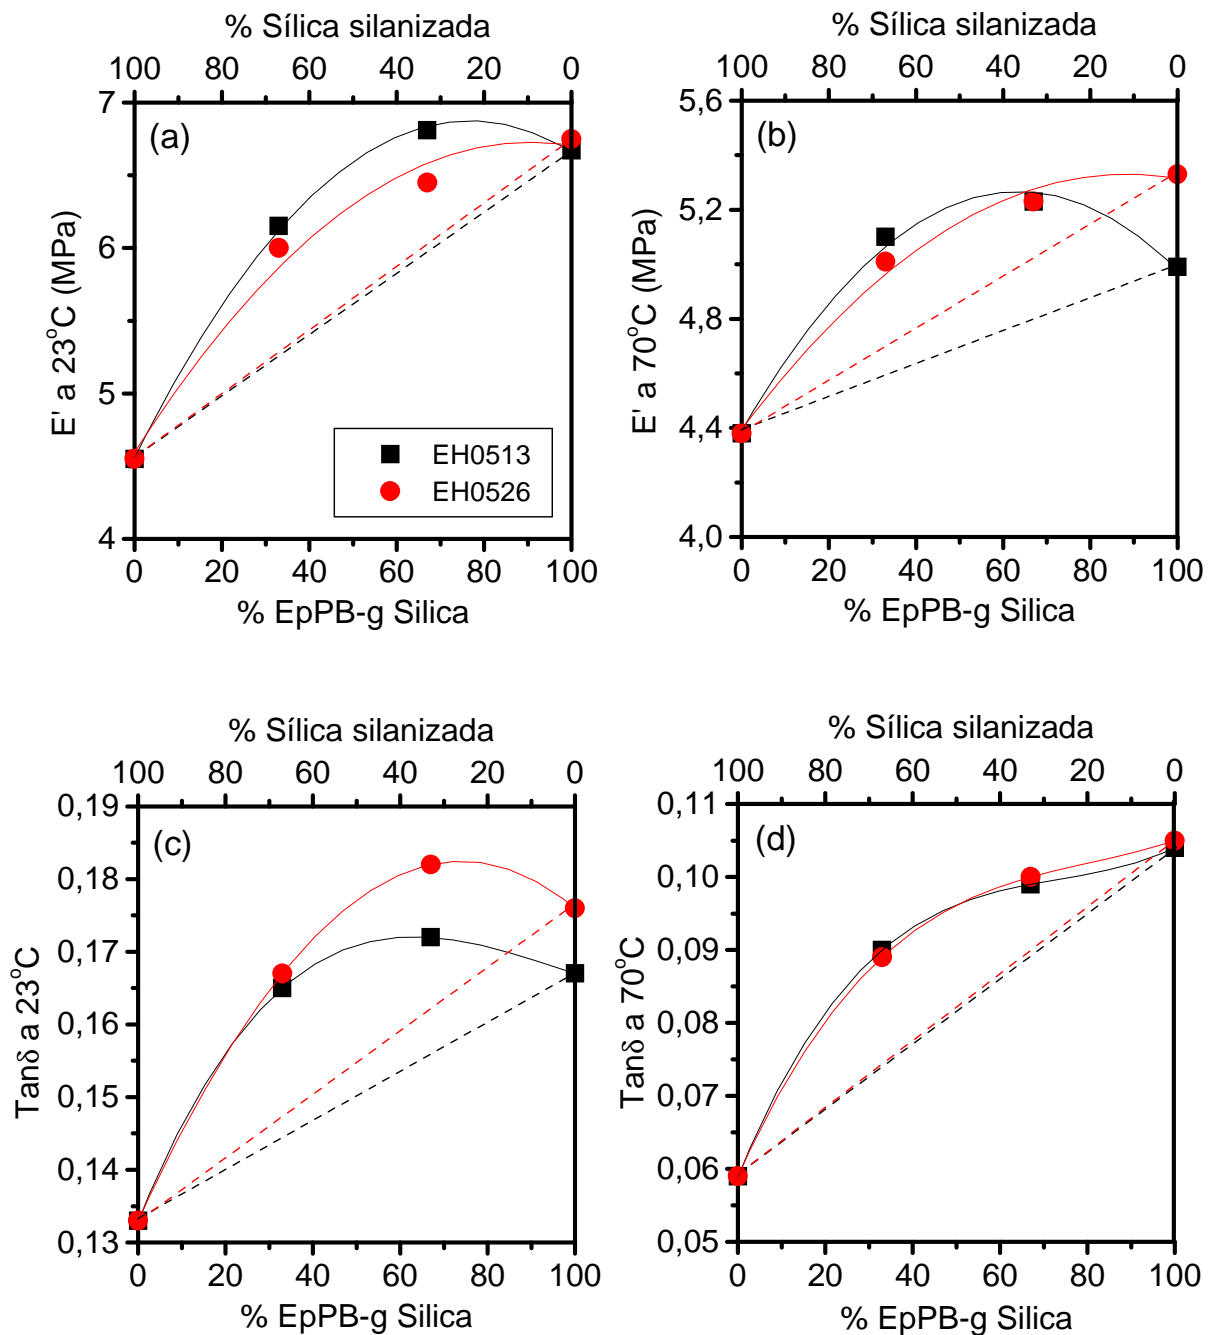 % Sílica silanizada
100 80 60 40 20 0
7
6
5
4
E' a 23°C (MPa)
(a)
EH0513
EH0526
0 20 40 60 80 100
% EpPB-g Silica
% Sílica silanizada
100 80 60 40 20 0
5,6
5,2
4,8
4,4
4,0
E' a 70°C (MPa)
(b)
0 20 40 60 80 100
% EpPB-g Silica
% Sílica silanizada
100 80 60 40 20 0
0,19
0,18
0,17
0,16
0,15
0,14
0,13
Tanδ a 23°C
(c)
0 20 40 60 80 100
% EpPB-g Silica
% Sílica silanizada
100 80 60 40 20 0
0,11
0,10
0,09
0,08
0,07
0,06
0,05
Tanδ a 70°C
(d)
0 20 40 60 80 100
% EpPB-g Silica